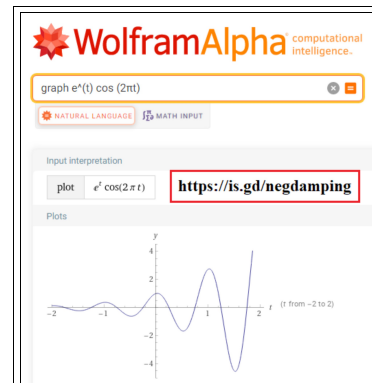 WolframAlpha computational intelligence.
graph e^(t) cos (2πt)
NATURAL LANGUAGE MATH INPUT
Input interpretation
plot e^t cos(2 π t) https://is.gd/negdamping
Plots
y
4
2
-2 -1 1 2 t (t from −2 to 2)
-2
-4